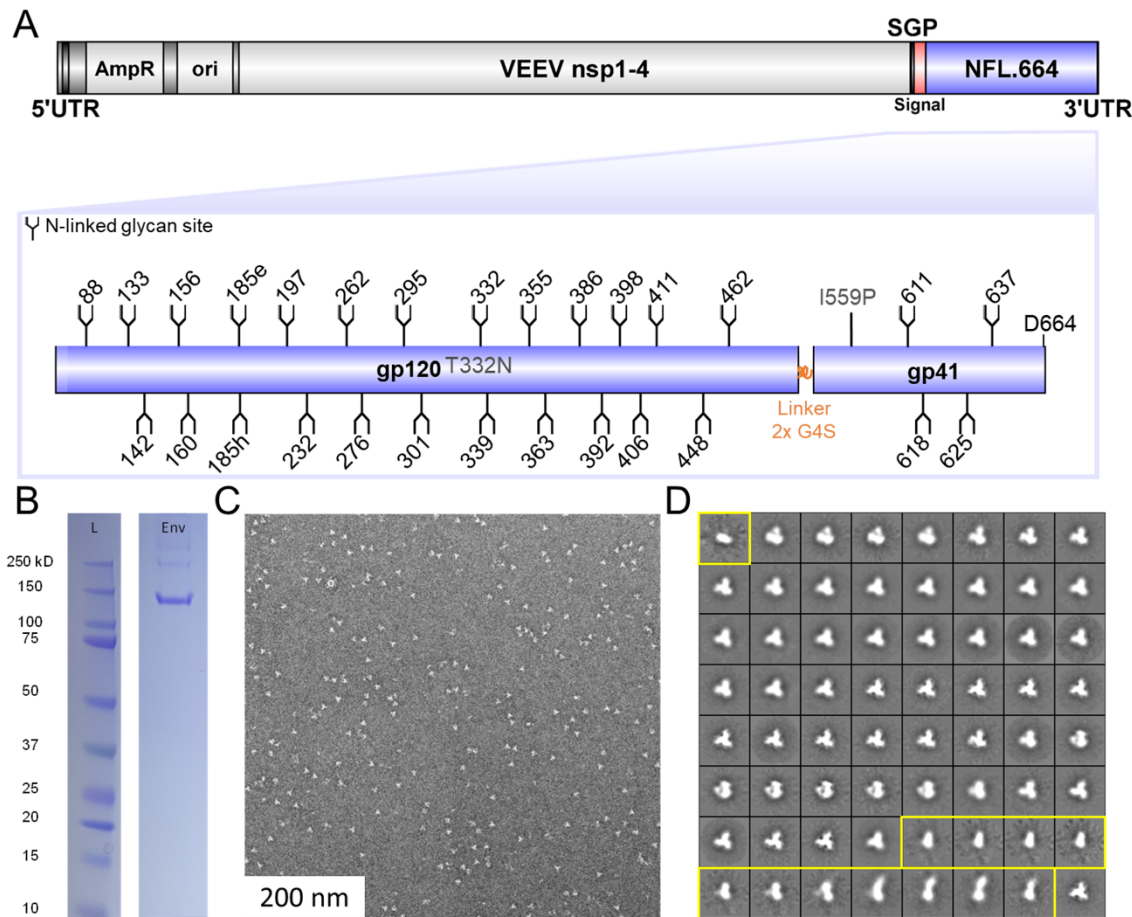 A
SGP
AmpR
ori
VEEV nsp1-4
NFL.664
5'UTR
Signal
3'UTR
N-linked glycan site
88
133
156
185e
197
262
295
332
355
386
398
411
462
I559P
611
637
D664
gp120
T332N
gp41
Linker
2x G4S
142
160
185h
232
276
301
339
363
392
406
448
618
625
B
L
Env
250 kD
150
100
75
50
37
25
20
15
10
C
200 nm
D